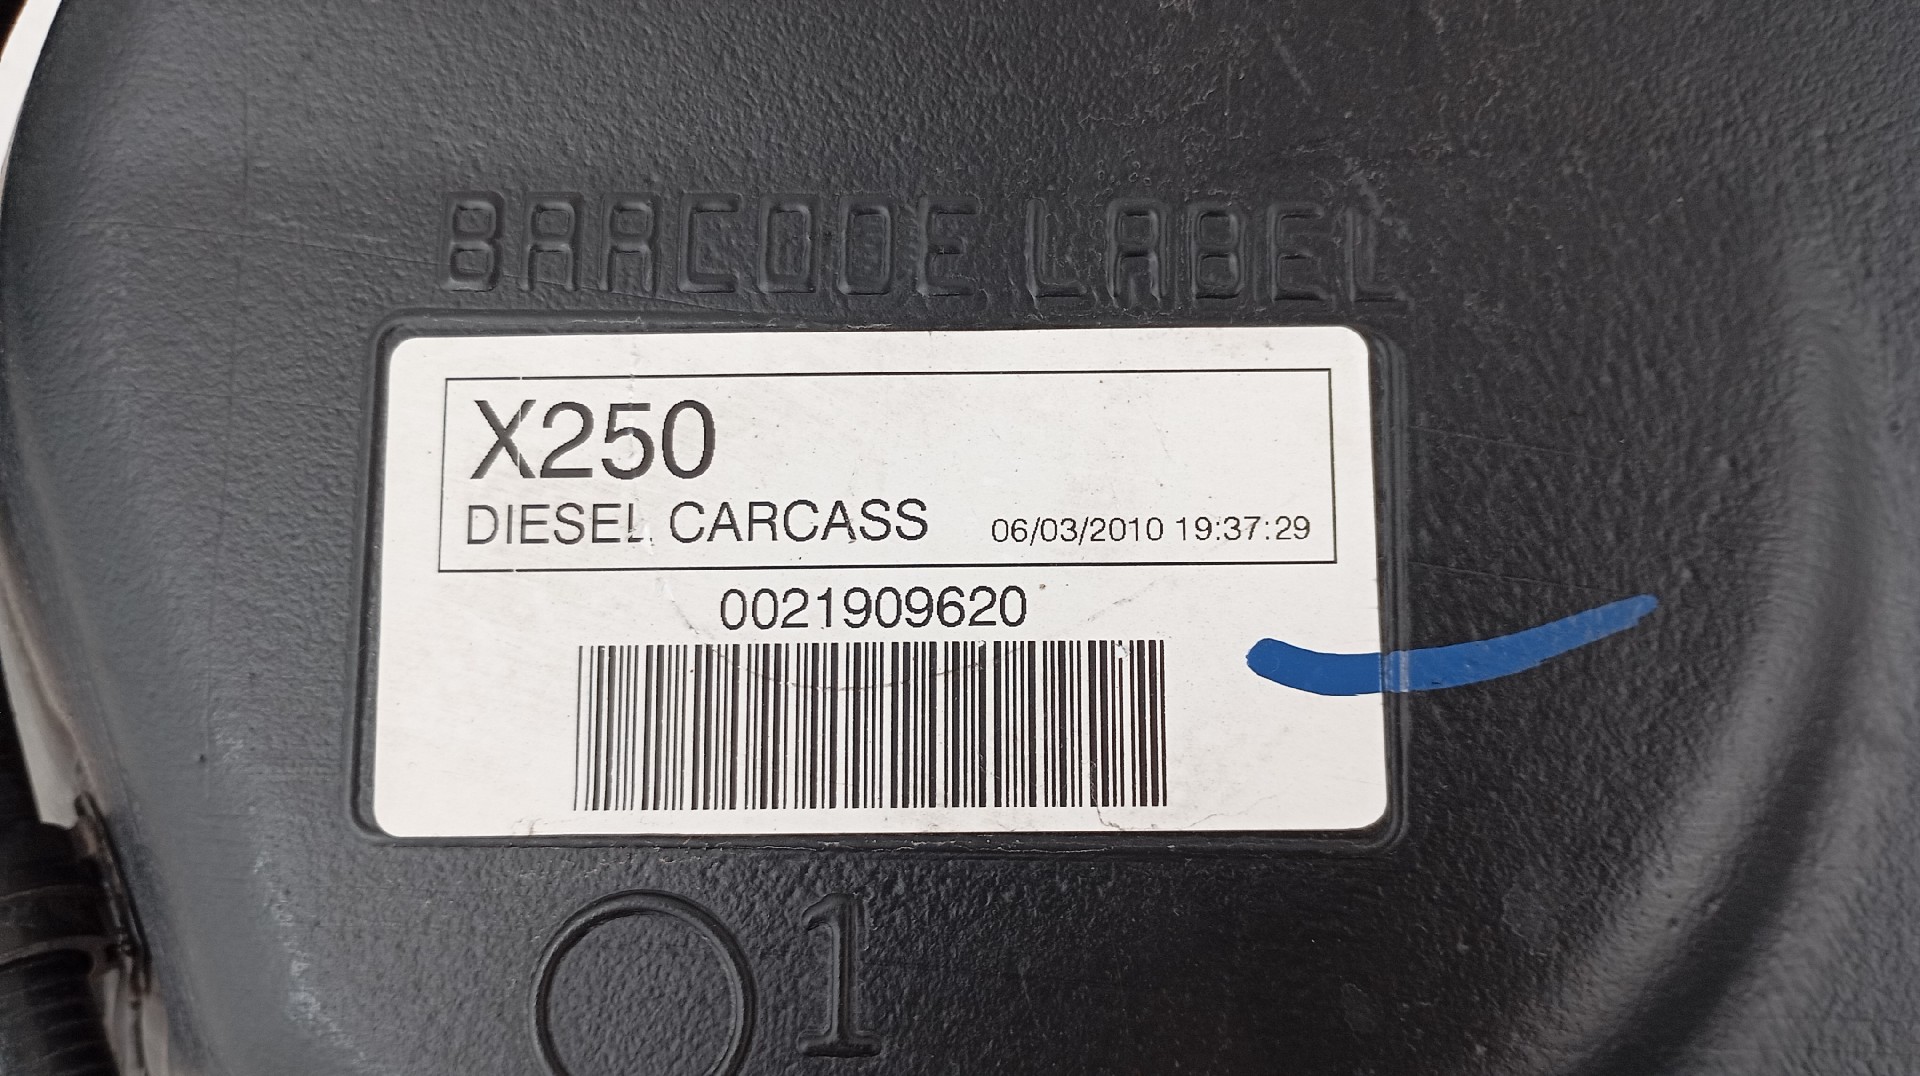 BARCODE LABEL
X250
DIESEL CARCASS 06/03/2010 19:37:29
0021909620
1